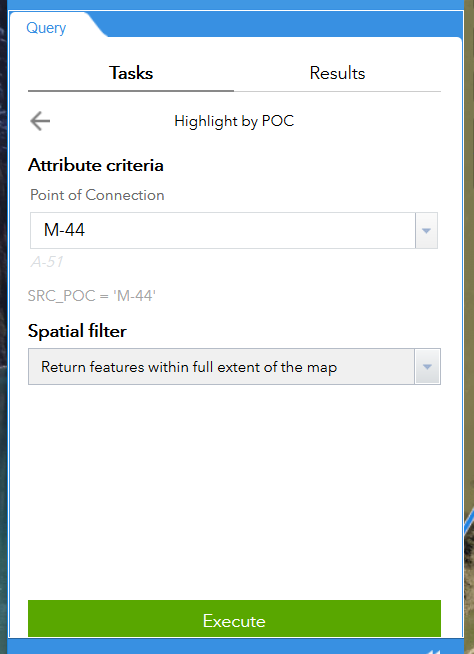 Query
Tasks
Results
Highlight by POC
Attribute criteria
Point of Connection
M-44
A-51
SRC_POC = 'M-44'
Spatial filter
Return features within full extent of the map
Execute